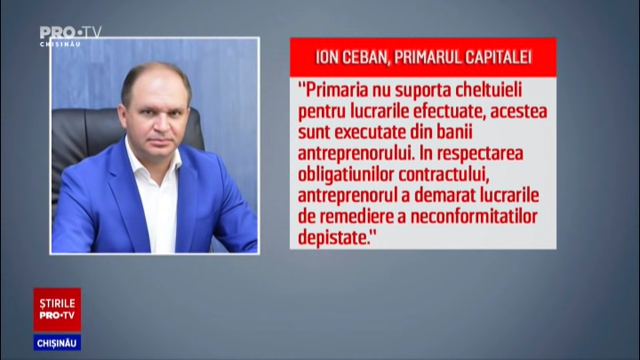 PRO•TV
CHIȘINĂU
ION CEBAN, PRIMARUL CAPITALEI
"Primaria nu suporta cheltuieli
pentru lucrarile efectuate, acestea
sunt executate din banii
antreprenorului. In respectarea
obligatiunilor contractului,
antreprenorul a demarat lucrarile
de remediere a neconformitatilor
depistate."
ȘTIRILE
PRO•TV
CHIȘINĂU